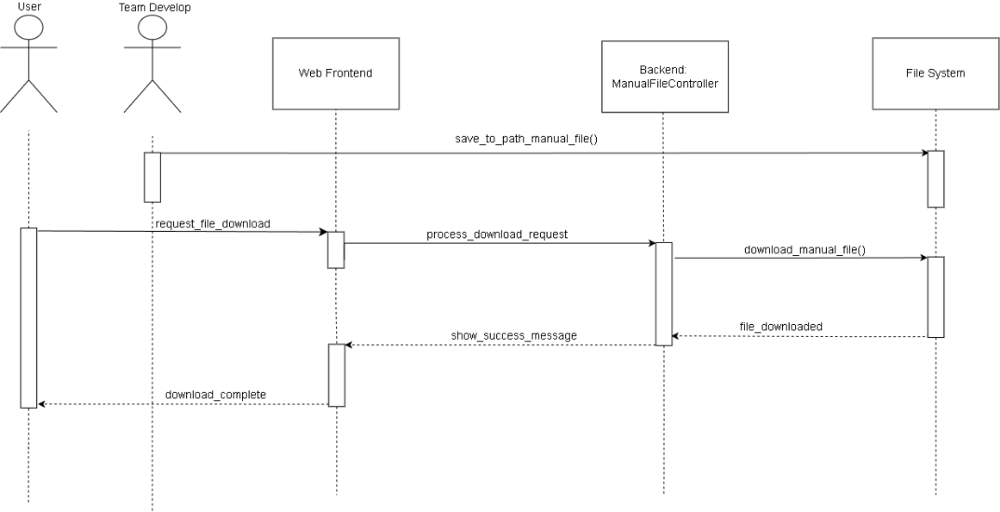 User
Team Develop
Web Frontend
Backend:
ManualFileController
File System
save_to_path_manual_file()
request_file_download
process_download_request
download_manual_file()
file_downloaded
show_success_message
download_complete